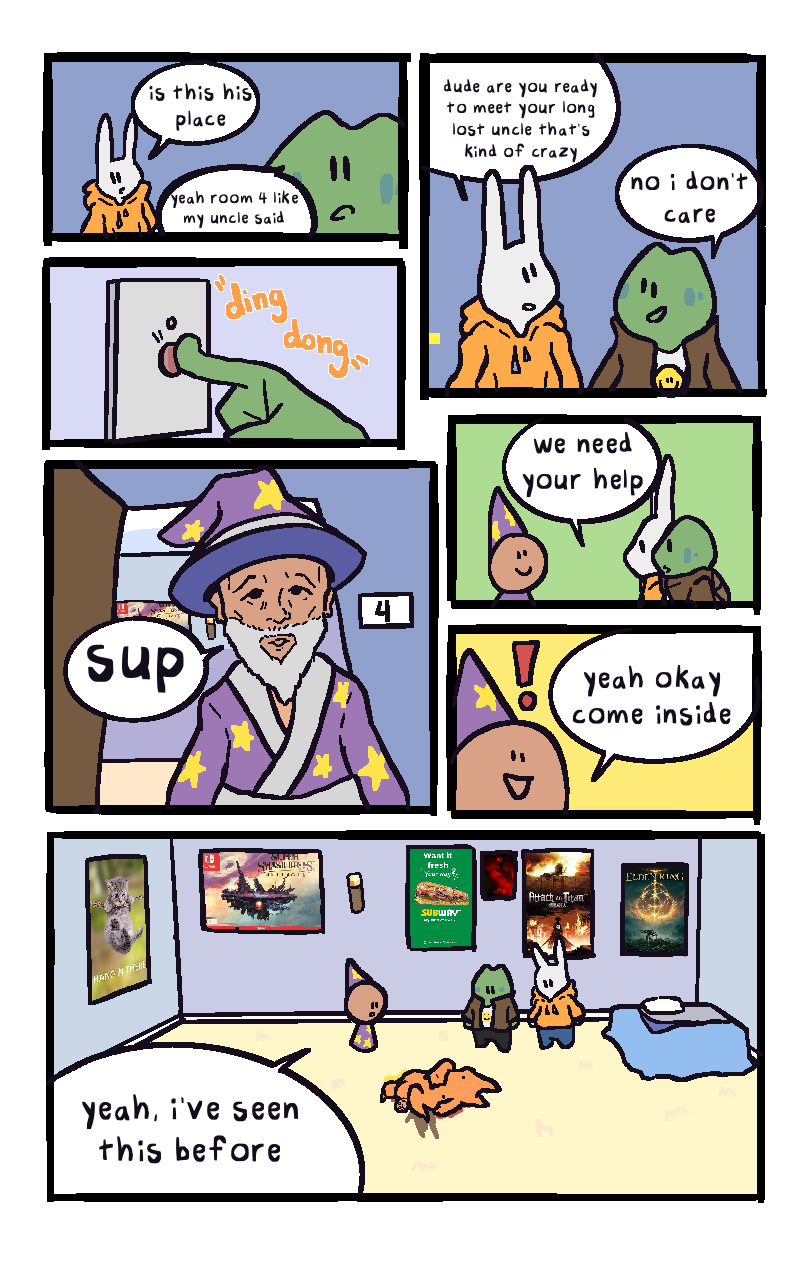 is this his
place
yeah room 4 like
my uncle said
dude are you ready
to meet your long
lost uncle that's
kind of crazy
no i don't
care
"ding
dong"
sup
4
we need
your help
yeah okay
come inside
HANG IN THERE
SUPER
SMASH BROS.
ULTIMATE
Want it
fresh
SUBWAY
Attack on Titan
ELDEN RING
yeah, i've seen
this before